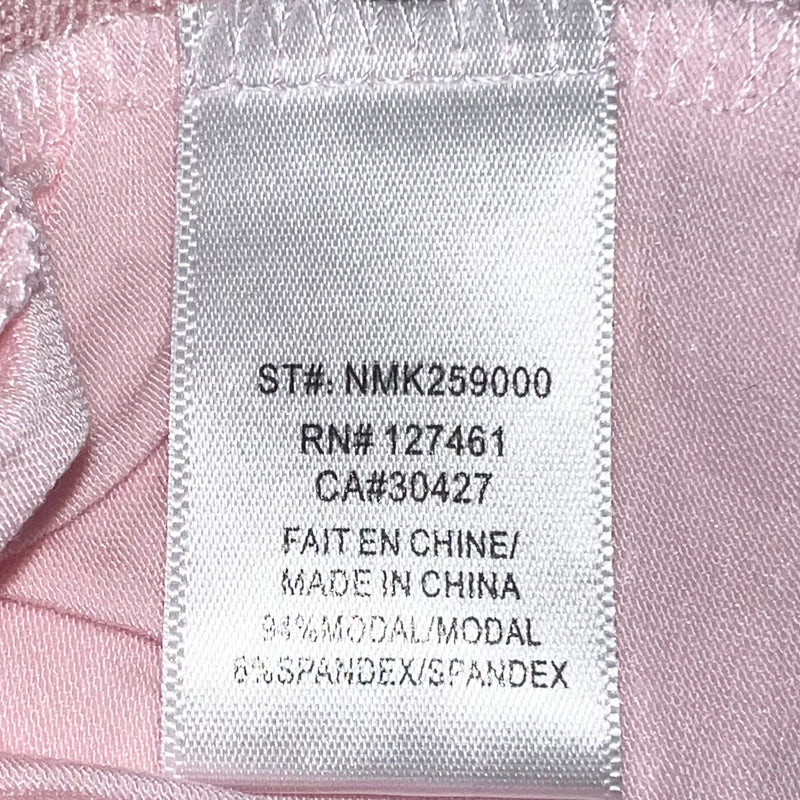 ST#: NMK259000
RN# 127461
CA#30427
FAIT EN CHINE/
MADE IN CHINA
94%MODAL/MODAL
6%SPANDEX/SPANDEX